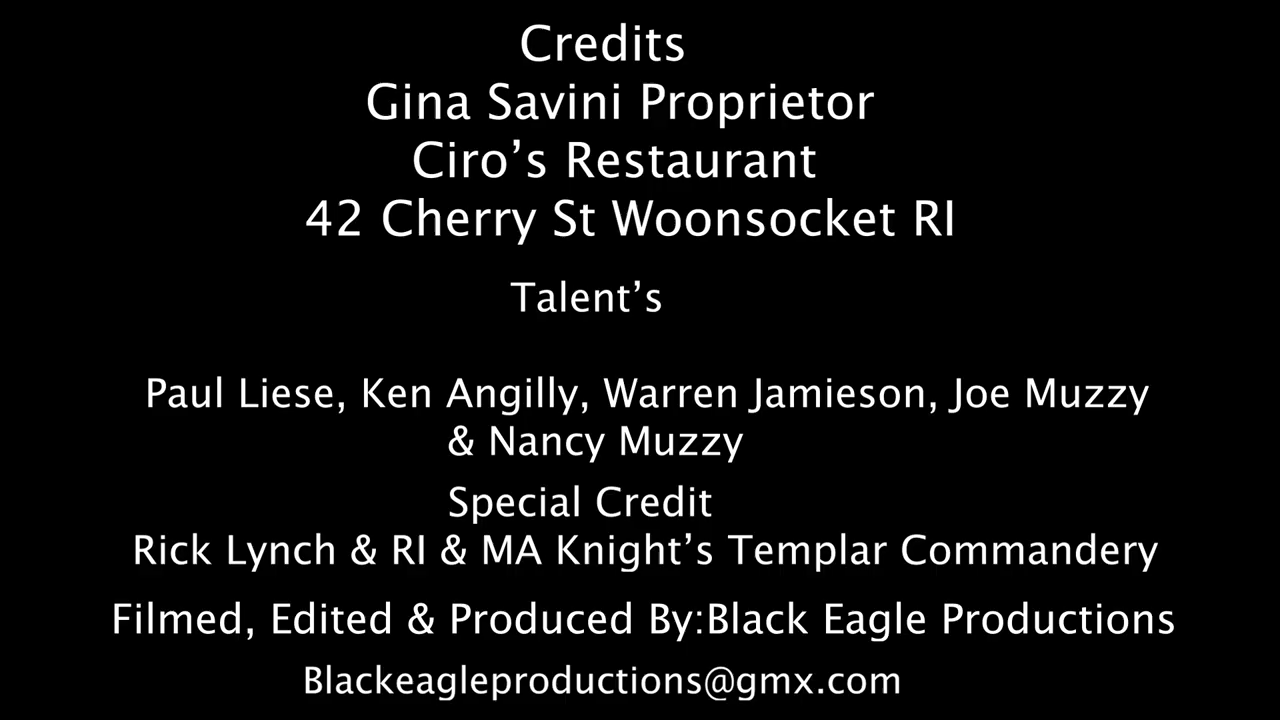 Credits
Gina Savini Proprietor
Ciro’s Restaurant
42 Cherry St Woonsocket RI
Talent’s
Paul Liese, Ken Angilly, Warren Jamieson, Joe Muzzy
& Nancy Muzzy
Special Credit
Rick Lynch & RI & MA Knight’s Templar Commandery
Filmed, Edited & Produced By:Black Eagle Productions
Blackeagleproductions@gmx.com